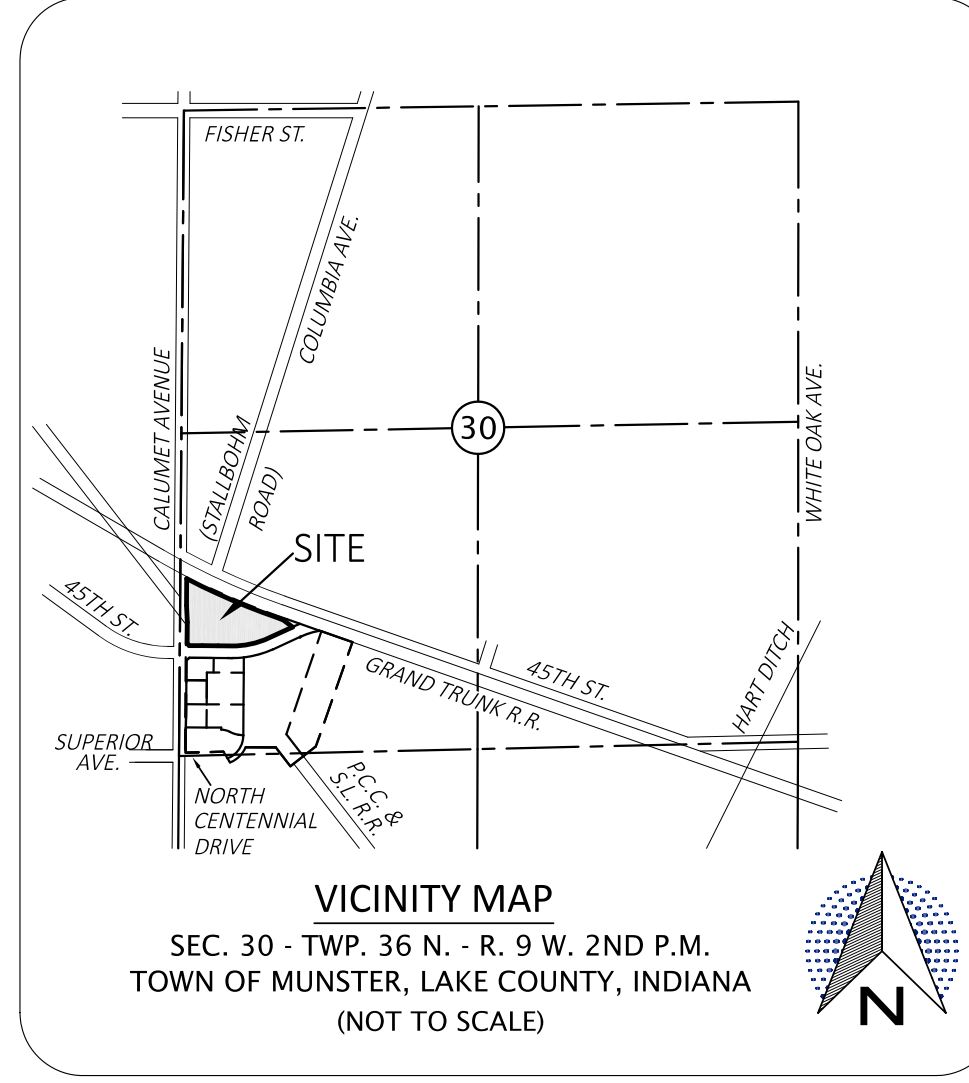 FISHER ST.
COLUMBIA AVE.
CALUMET AVENUE
(STALLBOHM
ROAD)
30
WHITE OAK AVE.
SITE
45TH ST.
GRAND TRUNK R.R.
45TH ST.
HART DITCH
SUPERIOR
AVE.
NORTH
CENTENNIAL
DRIVE
P.C.C. &
S.L. R.R.
VICINITY MAP
SEC. 30 - TWP. 36 N. - R. 9 W. 2ND P.M.
TOWN OF MUNSTER, LAKE COUNTY, INDIANA
(NOT TO SCALE)
N